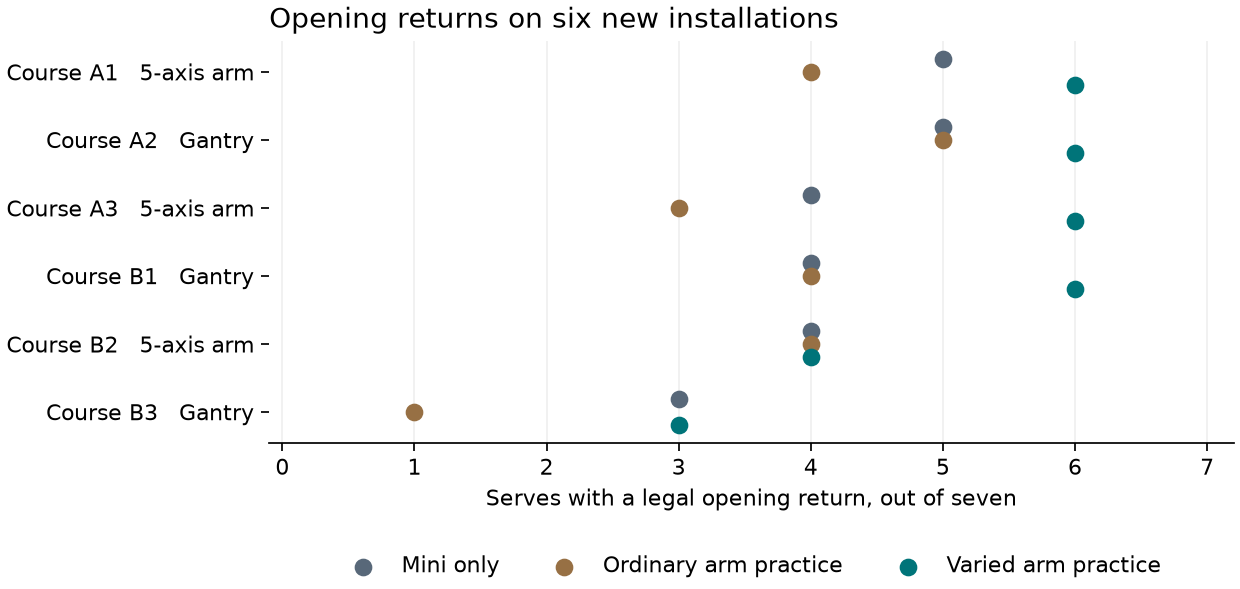 Opening returns on six new installations
Course A1 5-axis arm
Course A2 Gantry
Course A3 5-axis arm
Course B1 Gantry
Course B2 5-axis arm
Course B3 Gantry
0 1 2 3 4 5 6 7
Serves with a legal opening return, out of seven
Mini only Ordinary arm practice Varied arm practice